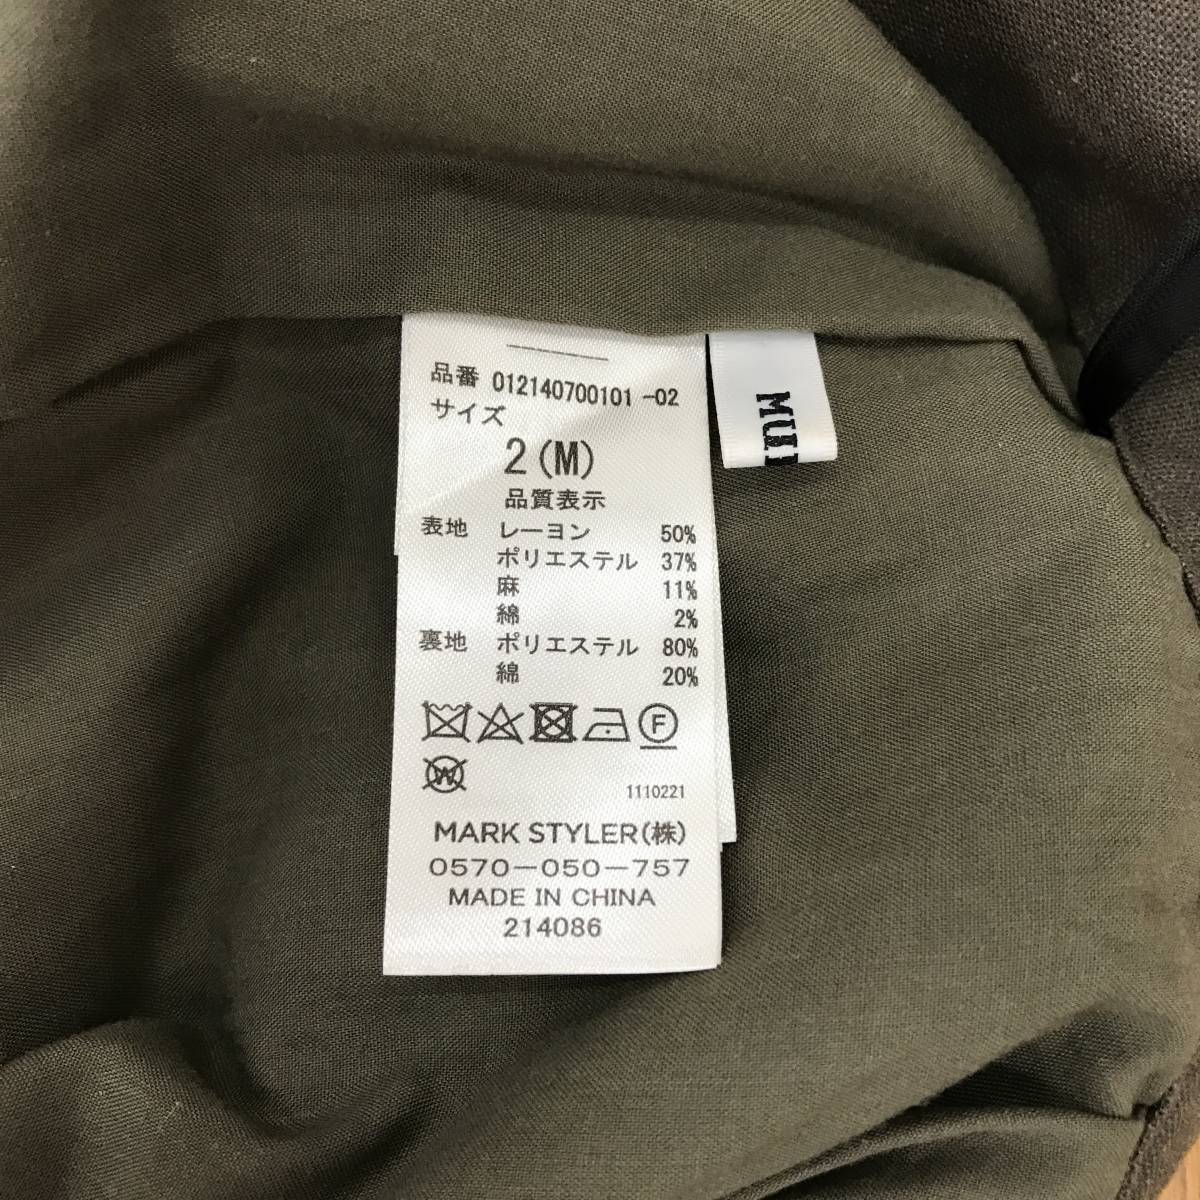 品番 012140700101 -02
サイズ
2 (M)
品質表示
表地 レーヨン 50%
ポリエステル 37%
麻 11%
綿 2%
裏地 ポリエステル 80%
綿 20%
F
W
1110221
MARK STYLER(株)
0570-050-757
MADE IN CHINA
214086